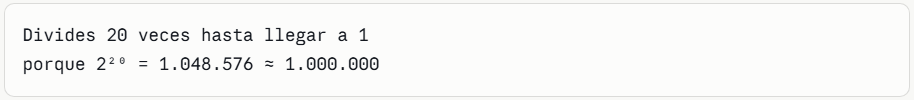 Divides 20 veces hasta llegar a 1
porque 2²⁰ = 1.048.576 ≈ 1.000.000